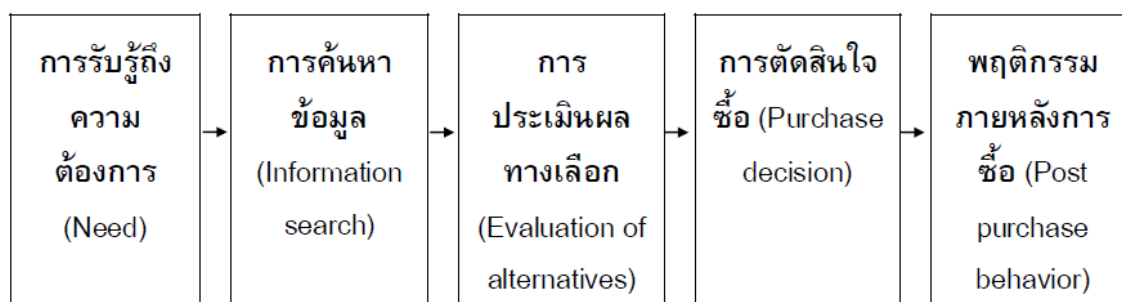 การรับรู้ถึง
ความ
ต้องการ
(Need)
การค้นหา
ข้อมูล
(Information
search)
การ
ประเมินผล
ทางเลือก
(Evaluation of
alternatives)
การตัดสินใจ
ซื้อ (Purchase
decision)
พฤติกรรม
ภายหลังการ
ซื้อ (Post
purchase
behavior)